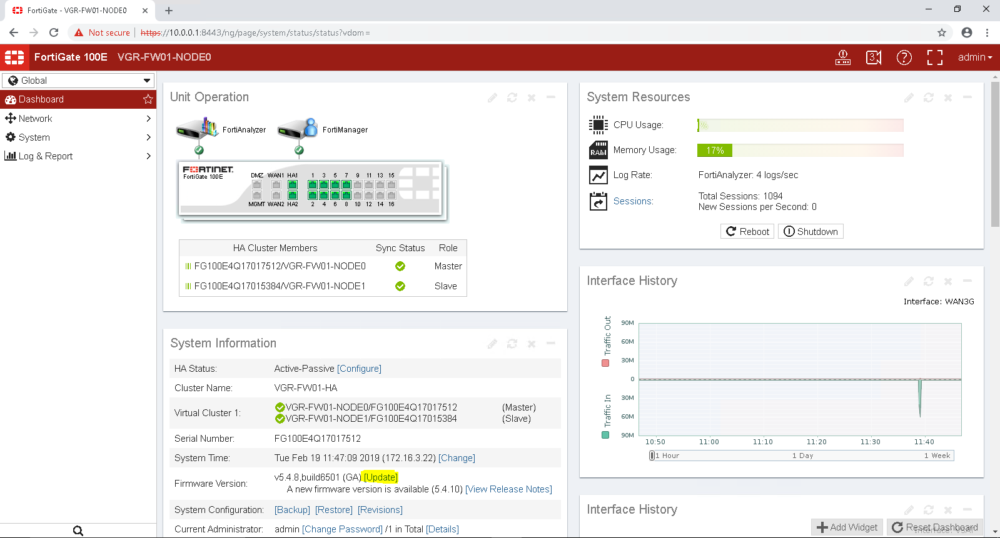 FortiGate - VGR-FW01-NODE0
Not secure https://10.0.0.1:8443/ng/page/system/status/status?vdom=
FortiGate 100E VGR-FW01-NODE0
3
admin
Global
Dashboard
Network
System
Log & Report
Unit Operation
FortiAnalyzer
FortiManager
FORTINET
FortiGate 100E
DMZ WAN1 HA1 1 3 5 7 9 11 13 15
MGMT WAN2 HA2 2 4 6 8 10 12 14 16
HA Cluster Members Sync Status Role
FG100E4Q17017512/VGR-FW01-NODE0 Master
FG100E4Q17015384/VGR-FW01-NODE1 Slave
System Information
HA Status: Active-Passive [Configure]
Cluster Name: VGR-FW01-HA
Virtual Cluster 1:
VGR-FW01-NODE0/FG100E4Q17017512 (Master)
VGR-FW01-NODE1/FG100E4Q17015384 (Slave)
Serial Number: FG100E4Q17017512
System Time: Tue Feb 19 11:47:09 2019 (172.16.3.22) [Change]
Firmware Version:
v5.4.8,build6501 (GA) [Update]
A new firmware version is available (5.4.10) [View Release Notes]
System Configuration: [Backup] [Restore] [Revisions]
Current Administrator: admin [Change Password] /1 in Total [Details]
System Resources
CPU Usage: %
RAM Memory Usage: 17%
Log Rate: FortiAnalyzer: 4 logs/sec
Sessions:
Total Sessions: 1094
New Sessions per Second: 0
Reboot Shutdown
Interface History
Interface: WAN3G
Traffic Out
Traffic In
90M
60M
30M
0
30M
60M
90M
10:50 11:00 11:10 11:20 11:30 11:40
1 Hour 1 Day 1 Week
Interface History
Add Widget Reset Dashboard